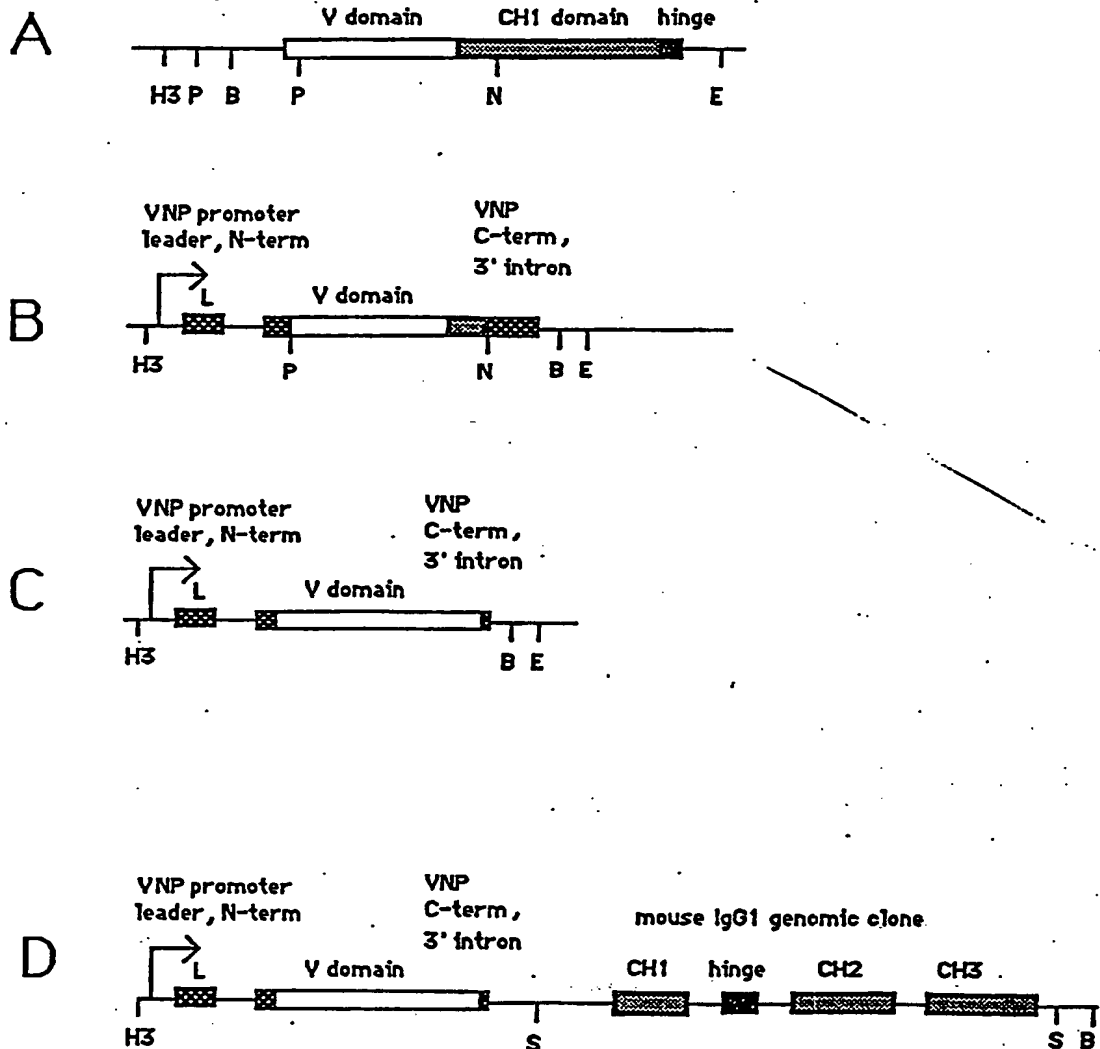 A
V domain CH1 domain hinge
H3 P B P N E
B
VNP promoter
leader, N-term
L
V domain
VNP
C-term,
3' intron
H3 P N B E
C
VNP promoter
leader, N-term
L
V domain
VNP
C-term,
3' intron
H3 B E
D
VNP promoter
leader, N-term
L
V domain
VNP
C-term,
3' intron
mouse IgG1 genomic clone
CH1 hinge CH2 CH3
H3 S S B